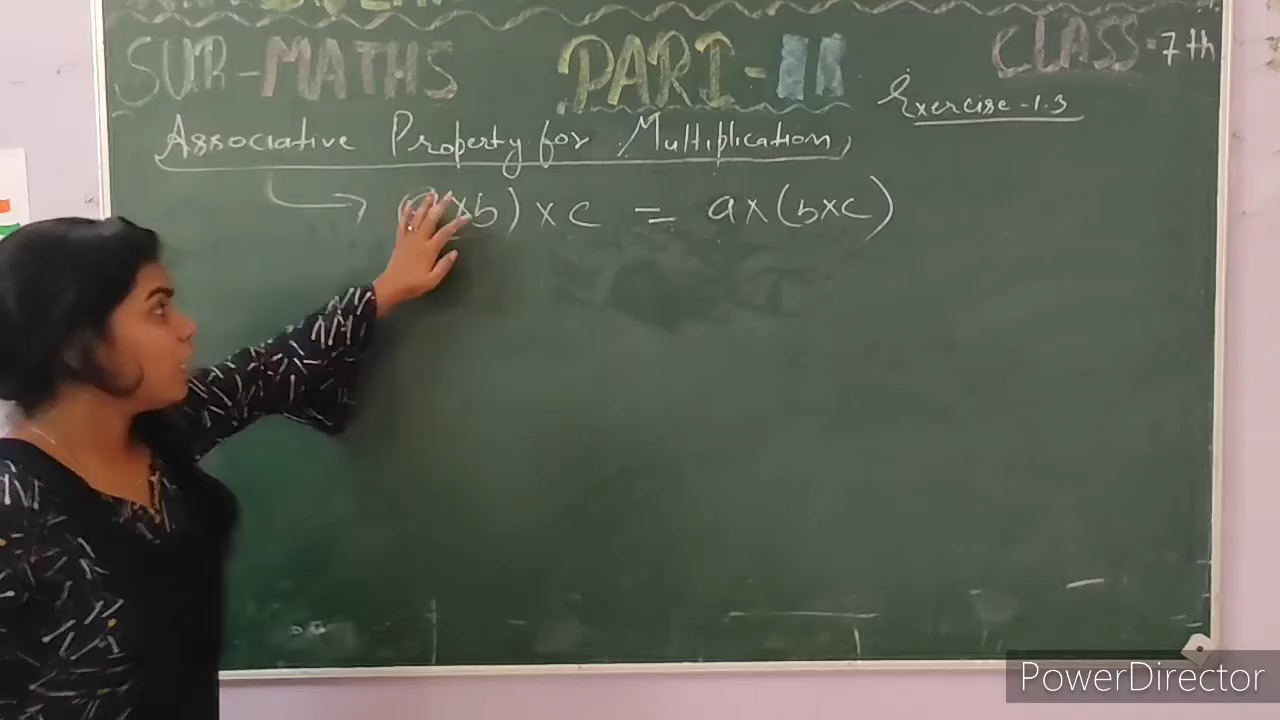 SUB-MATHS PART-II CLASS-7th
Exercise-1.3
Associative Property for Multiplication,
(a×b)×c = a×(b×c)
PowerDirector